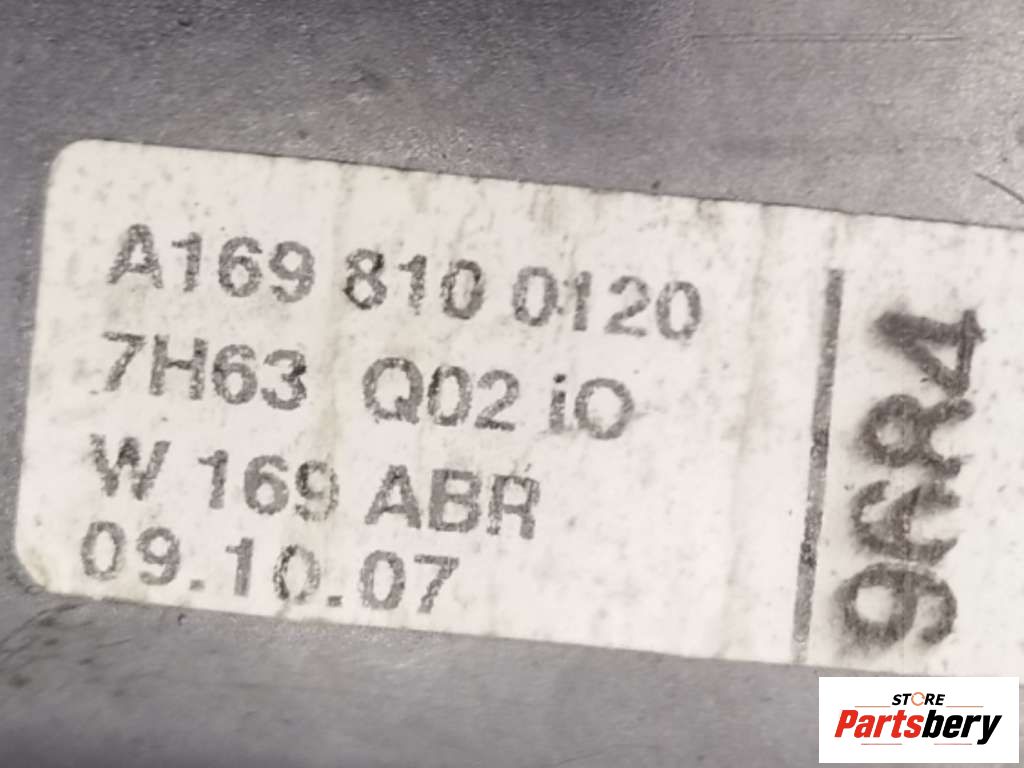 A169 810 0120
7H63 Q02 iO
W 169 ABR
09.10.07
9AR4
STORE
Partsbery